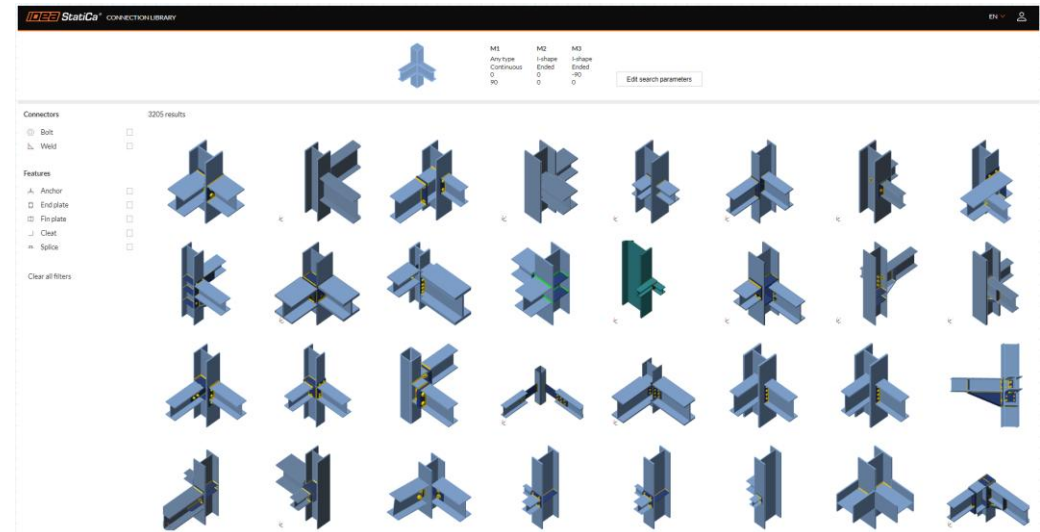 IDEA StatiCa® CONNECTION LIBRARY
EN
M1 M2 M3
Any type I-shape I-shape
Continuous Ended Ended
0 0 -90
90 0 0
Edit search parameters
Connectors
3205 results
Bolt
Weld
Features
Anchor
End plate
Fin plate
Cleat
Splice
Clear all filters